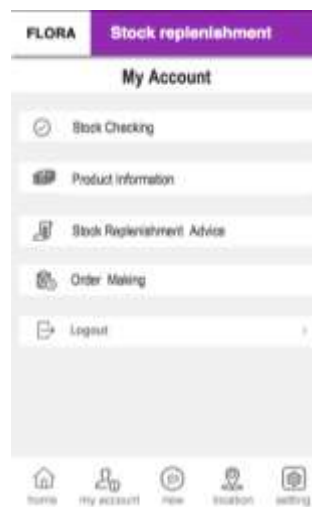 FLORA Stock replenishment
My Account
Stock Checking
Product Information
Stock Replenishment Advice
Order Making
Logout
home my account new location setting